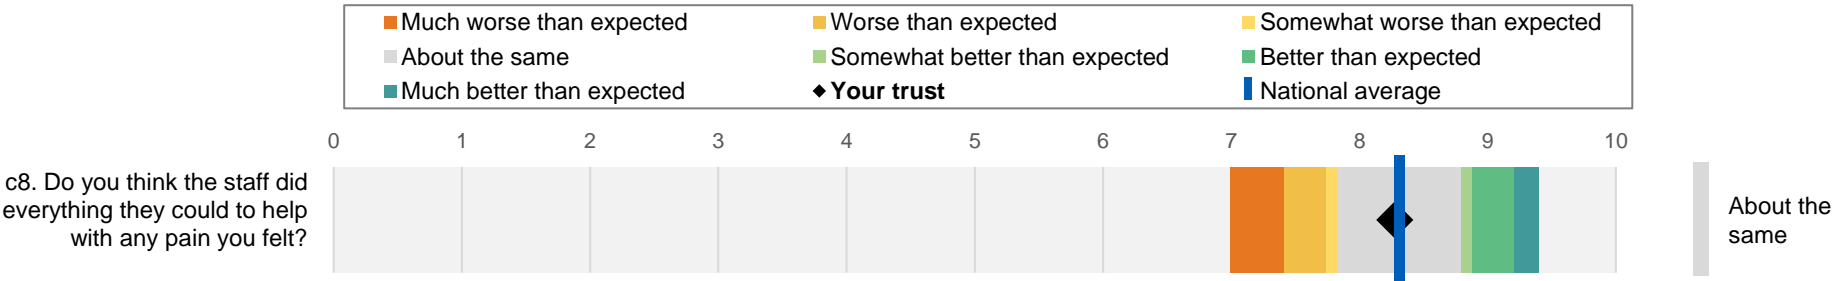 Much worse than expected
Worse than expected
Somewhat worse than expected
About the same
Somewhat better than expected
Better than expected
Much better than expected
Your trust
National average
0 1 2 3 4 5 6 7 8 9 10
c8. Do you think the staff did
everything they could to help
with any pain you felt?
About the
same